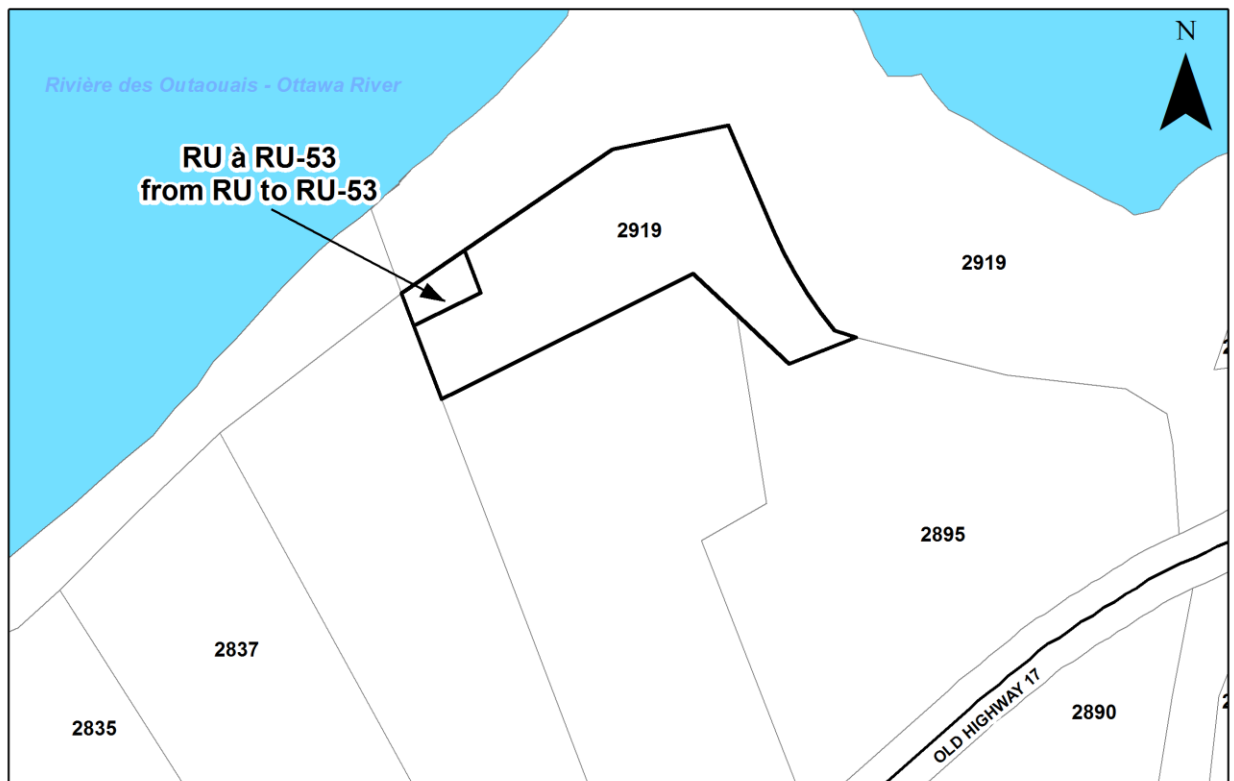 N
Rivière des Outaouais - Ottawa River
RU à RU-53
from RU to RU-53
2919
2919
2895
2837
OLD HIGHWAY 17
2890
2835